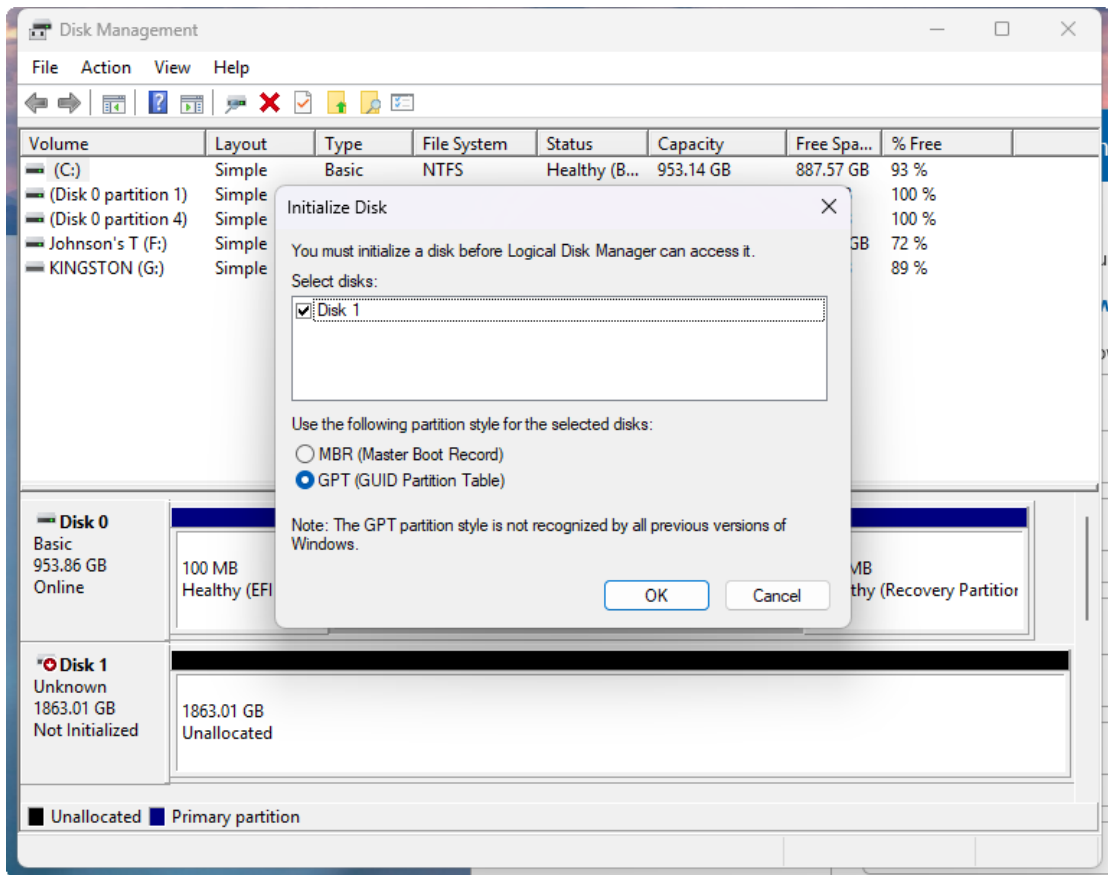 Disk Management
File Action View Help
Volume Layout Type File System Status Capacity Free Spa... % Free
(C:) Simple Basic NTFS Healthy (B... 953.14 GB 887.57 GB 93 %
(Disk 0 partition 1) Simple 100 %
(Disk 0 partition 4) Simple 100 %
Johnson's T (F:) Simple GB 72 %
KINGSTON (G:) Simple 89 %
Initialize Disk
You must initialize a disk before Logical Disk Manager can access it.
Select disks:
Disk 1
Use the following partition style for the selected disks:
MBR (Master Boot Record)
GPT (GUID Partition Table)
Note: The GPT partition style is not recognized by all previous versions of
Windows.
OK Cancel
Disk 0
Basic
953.86 GB
Online
100 MB
Healthy (EFI
MB
thy (Recovery Partition
Disk 1
Unknown
1863.01 GB
Not Initialized
1863.01 GB
Unallocated
Unallocated Primary partition